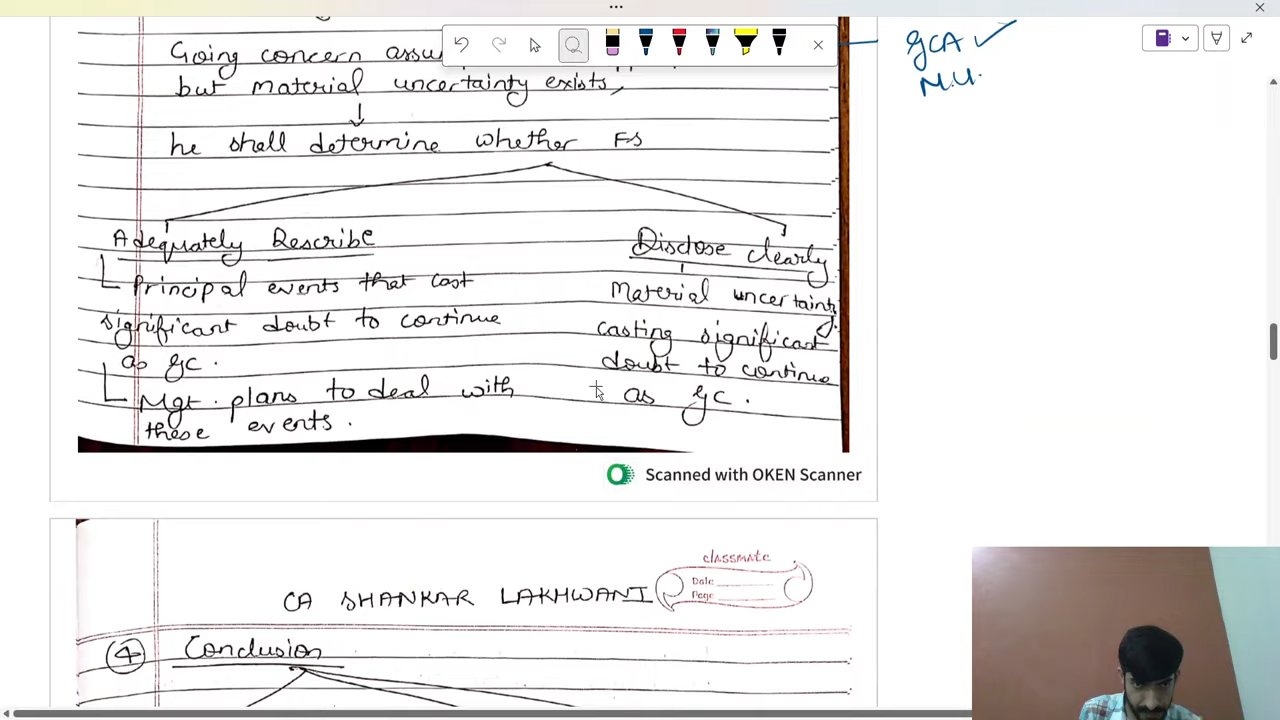 Going concern assu
gCA ✓
M.U.
but material uncertainty exists,
he shall determine whether FS
Adequately Describe
Principal events that cast
significant doubt to continue
as GC.
Mgt. plans to deal with
these events.
Disclose clearly
Material uncertainty
casting significant
doubt to continue
as GC.
Scanned with OKEN Scanner
classmate
Date
Page
CA SHANKAR LAKHWANI
4 Conclusion